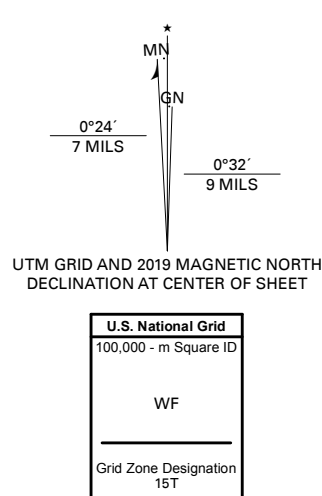 MN
GN
0°24´
7 MILS
0°32´
9 MILS
UTM GRID AND 2019 MAGNETIC NORTH
DECLINATION AT CENTER OF SHEET
U.S. National Grid
100,000 - m Square ID
WF
Grid Zone Designation
15T